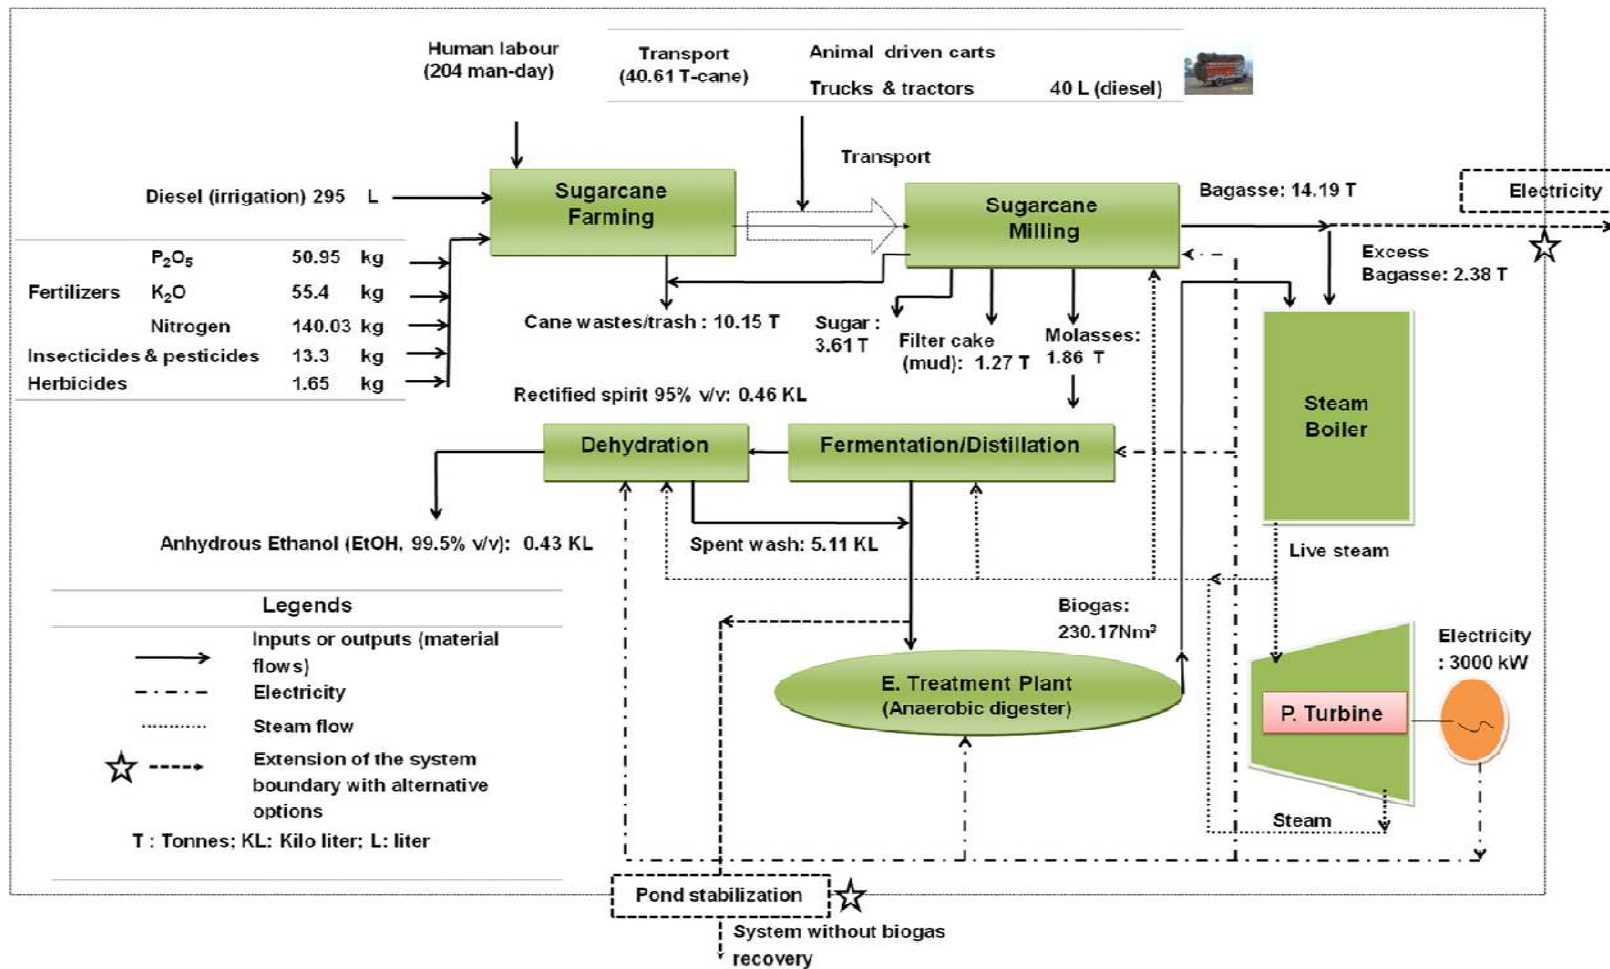 Human labour
(204 man-day)
Transport
(40.61 T-cane)
Animal driven carts
Trucks & tractors 40 L (diesel)
Transport
Diesel (irrigation) 295 L
Sugarcane
Farming
Sugarcane
Milling
Bagasse: 14.19 T
Electricity
Excess
Bagasse: 2.38 T
P2O5 50.95 kg
Fertilizers K2O 55.4 kg
Nitrogen 140.03 kg
Insecticides & pesticides 13.3 kg
Herbicides 1.65 kg
Cane wastes/trash : 10.15 T
Sugar :
3.61 T
Filter cake
(mud): 1.27 T
Molasses:
1.86 T
Rectified spirit 95% v/v: 0.46 KL
Steam
Boiler
Dehydration
Fermentation/Distillation
Anhydrous Ethanol (EtOH, 99.5% v/v): 0.43 KL
Spent wash: 5.11 KL
Live steam
Biogas:
230.17Nm³
Electricity
: 3000 kW
E. Treatment Plant
(Anaerobic digester)
P. Turbine
Steam
Legends
Inputs or outputs (material
flows)
Electricity
Steam flow
Extension of the system
boundary with alternative
options
T : Tonnes; KL: Kilo liter; L: liter
Pond stabilization
System without biogas
recovery